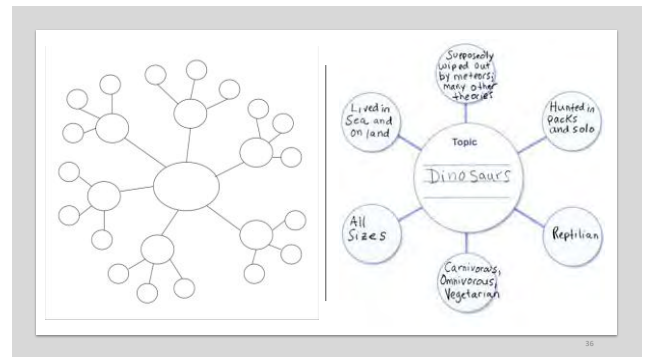 Supposedly
wiped out
by meteors;
many other
theories
Lived in
Sea and
on land
Hunted in
packs
and solo
Topic
Dinosaurs
All
Sizes
Reptilian
Carnivorous,
Omnivorous,
Vegetarian
36